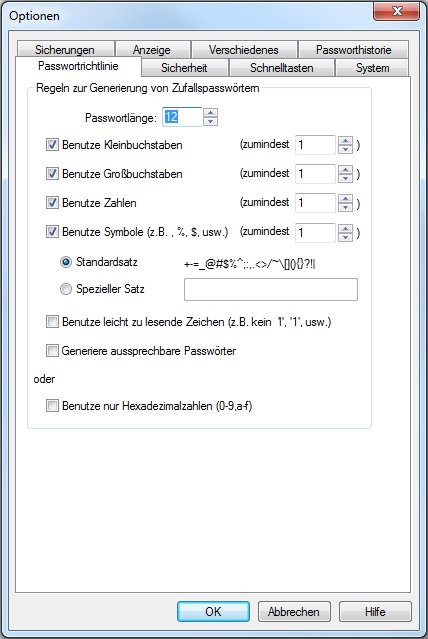 Optionen
Sicherungen Anzeige Verschiedenes Passworthistorie
Passwortrichtlinie Sicherheit Schnelltasten System
Regeln zur Generierung von Zufallspasswörtern
Passwortlänge: 12
Benutze Kleinbuchstaben (zumindest 1 )
Benutze Großbuchstaben (zumindest 1 )
Benutze Zahlen (zumindest 1 )
Benutze Symbole (z.B. , %, $, usw.) (zumindest 1 )
Standardsatz +-=_@#$%^;:,.<>/~\[](){}?!|
Spezieller Satz
Benutze leicht zu lesende Zeichen (z.B. kein 'l', '1', usw.)
Generiere aussprechbare Passwörter
oder
Benutze nur Hexadezimalzahlen (0-9,a-f)
OK Abbrechen Hilfe